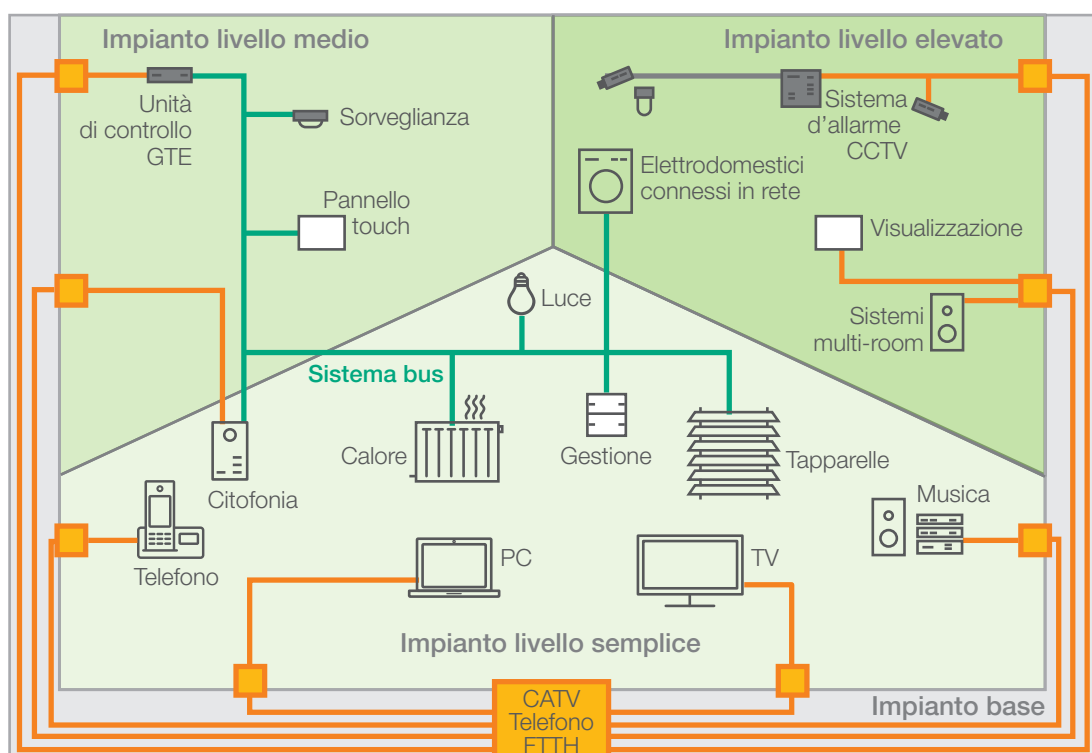 Impianto livello medio
Impianto livello elevato
Unità
di controllo
GTE
Sorveglianza
Sistema
d'allarme
CCTV
Elettrodomestici
connessi in rete
Pannello
touch
Visualizzazione
Luce
Sistemi
multi-room
Sistema bus
Calore
Gestione
Tapparelle
Citofonia
Musica
Telefono
PC
TV
Impianto livello semplice
CATV
Telefono
FTTH
Impianto base